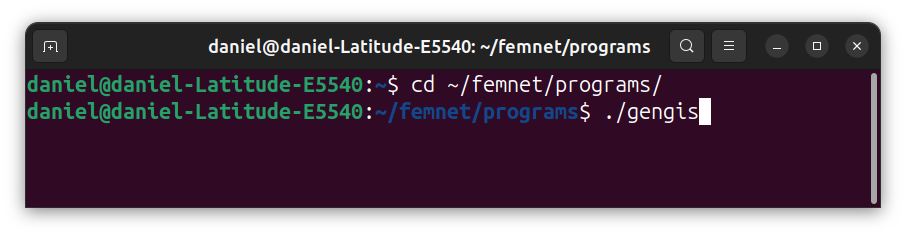 daniel@daniel-Latitude-E5540: ~/femnet/programs
daniel@daniel-Latitude-E5540:~$ cd ~/femnet/programs/
daniel@daniel-Latitude-E5540:~/femnet/programs$ ./gengis